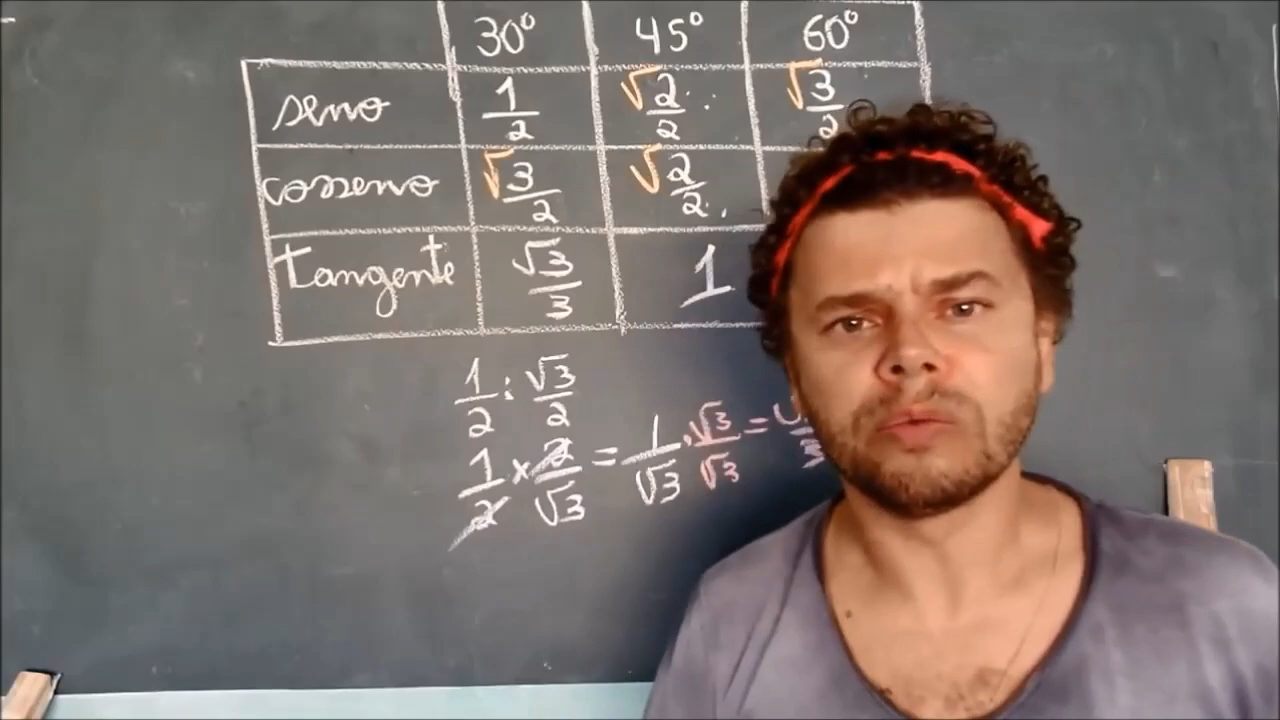 30° 45° 60°
seno 1/2 √2/2 √3/2
cosseno √3/2 √2/2
tangente √3/3 1
1/2 : √3/2
1/2 × 2/√3 = 1/√3 · √3/√3 =